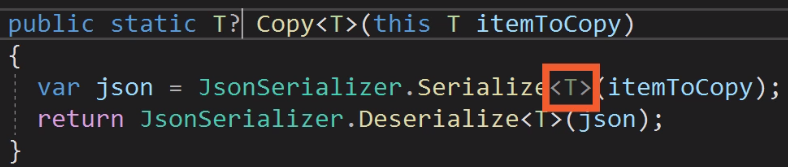 public static T? Copy<T>(this T itemToCopy)
{
var json = JsonSerializer.Serialize<T>(itemToCopy);
return JsonSerializer.Deserialize<T>(json);
}